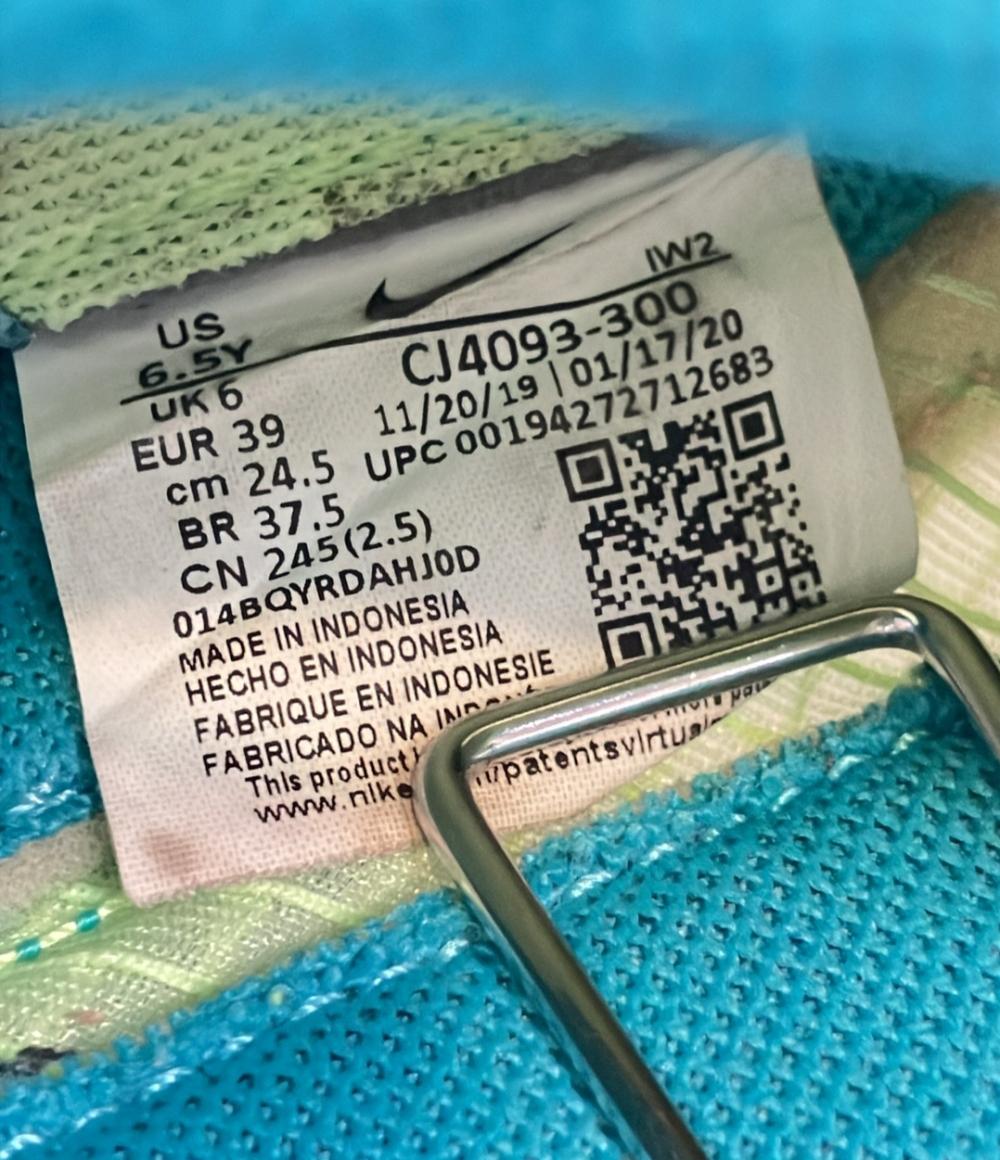 US
6.5Y
UK 6
EUR 39
cm 24.5
BR 37.5
CN 245(2.5)
IW2
CJ4093-300
11/20/19 | 01/17/20
UPC 00194272712683
014BQYRDAHJ0D
MADE IN INDONESIA
HECHO EN INDONESIA
FABRIQUE EN INDONESIE
FABRICADO NA
This product
www.nike /patentsvirtua